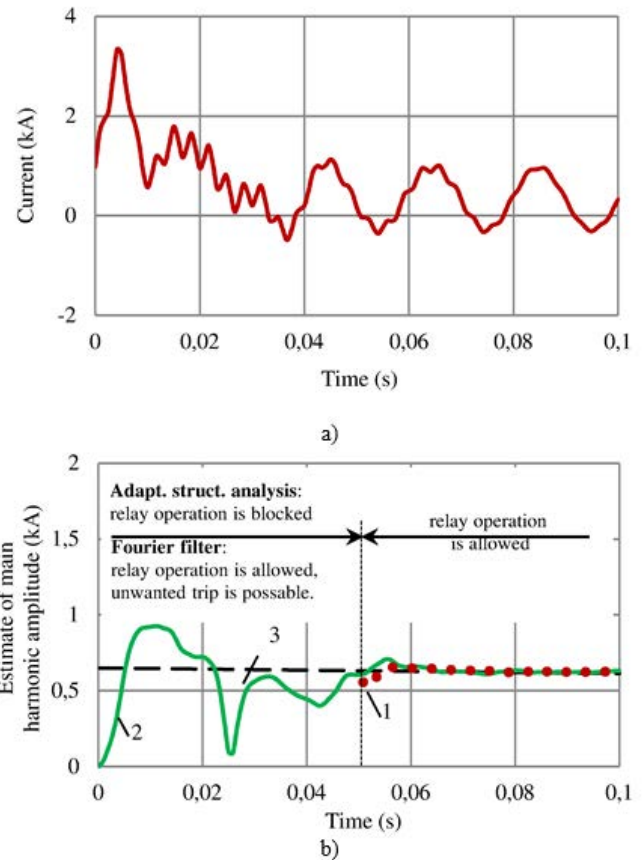 4
2
0
-2
Current (kA)
0
0,02
0,04
0,06
0,08
0,1
Time (s)
a)
2
1,5
1
0,5
0
Estumate of main
harmonic amplitude (kA)
Adapt. struct. analysis:
relay operation is blocked
Fourier filter:
relay operation is allowed,
unwanted trip is possable.
relay operation
is allowed
3
2
1
0
0,02
0,04
0,06
0,08
0,1
Time (s)
b)